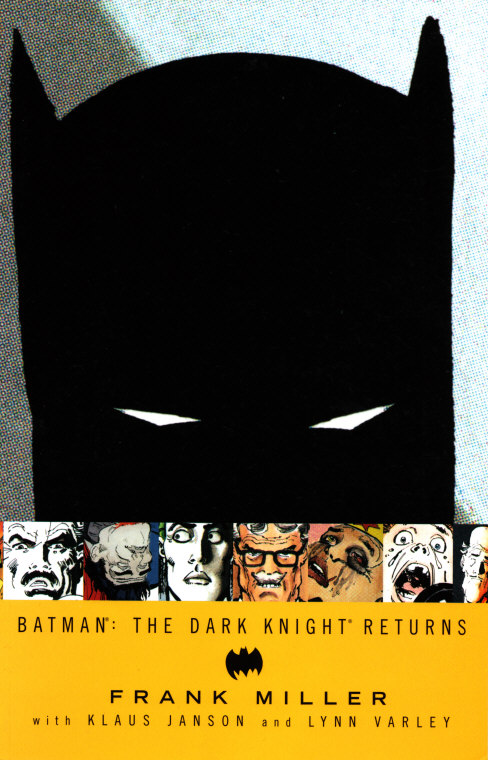 BATMAN®: THE DARK KNIGHT® RETURNS
FRANK MILLER
with KLAUS JANSON and LYNN VARLEY